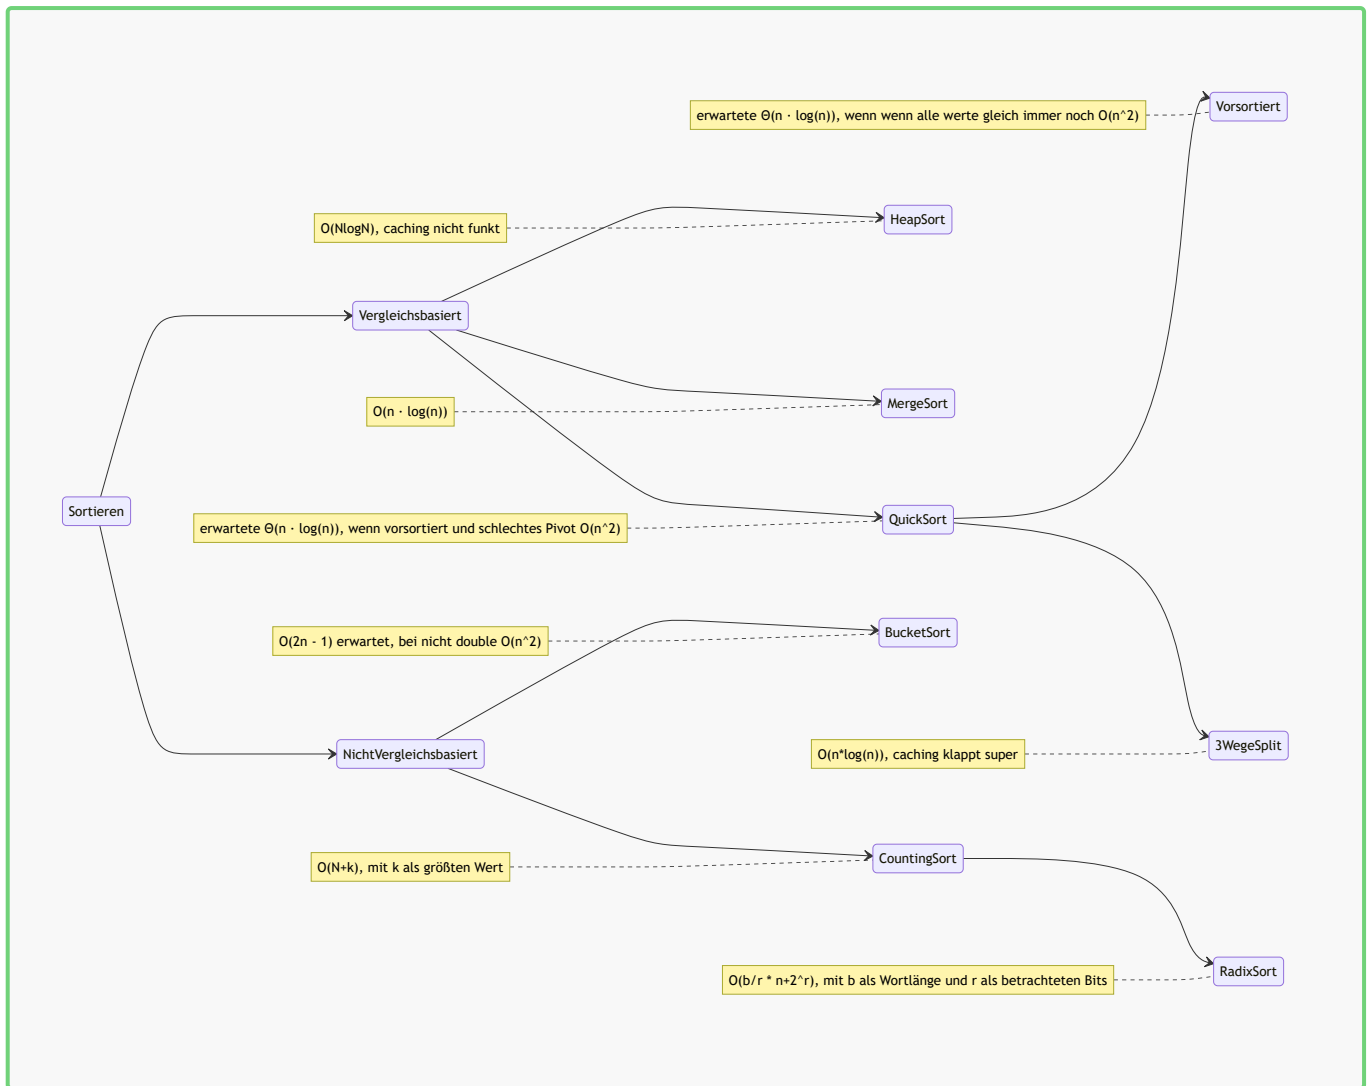 Vorsortiert
erwartete Θ(n · log(n)), wenn wenn alle werte gleich immer noch O(n^2)
HeapSort
O(NlogN), caching nicht funkt
Vergleichsbasiert
MergeSort
O(n · log(n))
Sortieren
QuickSort
erwartete Θ(n · log(n)), wenn vorsortiert und schlechtes Pivot O(n^2)
BucketSort
O(2n - 1) erwartet, bei nicht double O(n^2)
3WegeSplit
NichtVergleichsbasiert
O(n*log(n)), caching klappt super
CountingSort
O(N+k), mit k als größten Wert
RadixSort
O(b/r * n+2^r), mit b als Wortlänge und r als betrachteten Bits